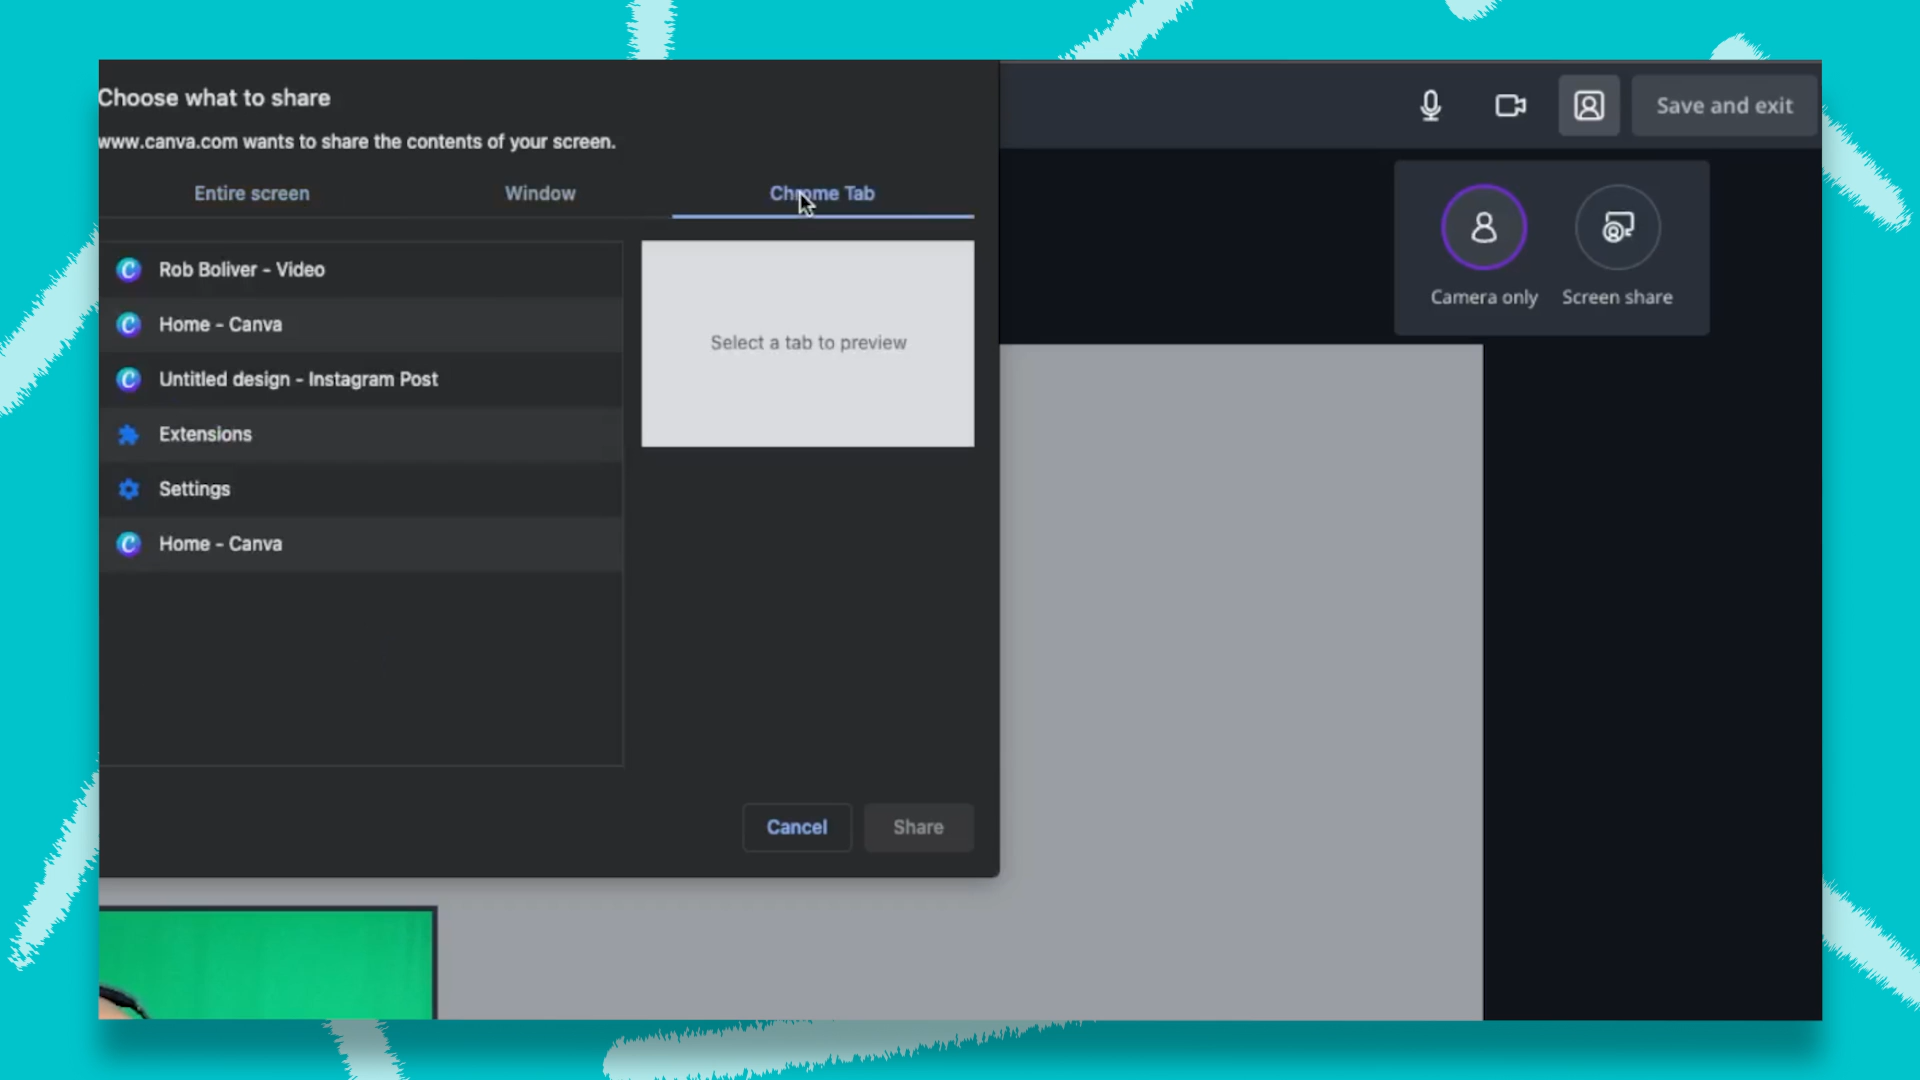 Choose what to share
www.canva.com wants to share the contents of your screen.
Entire screen
Window
Chrome Tab
Rob Boliver - Video
Home - Canva
Untitled design - Instagram Post
Extensions
Settings
Home - Canva
Select a tab to preview
Cancel
Share
Save and exit
Camera only
Screen share